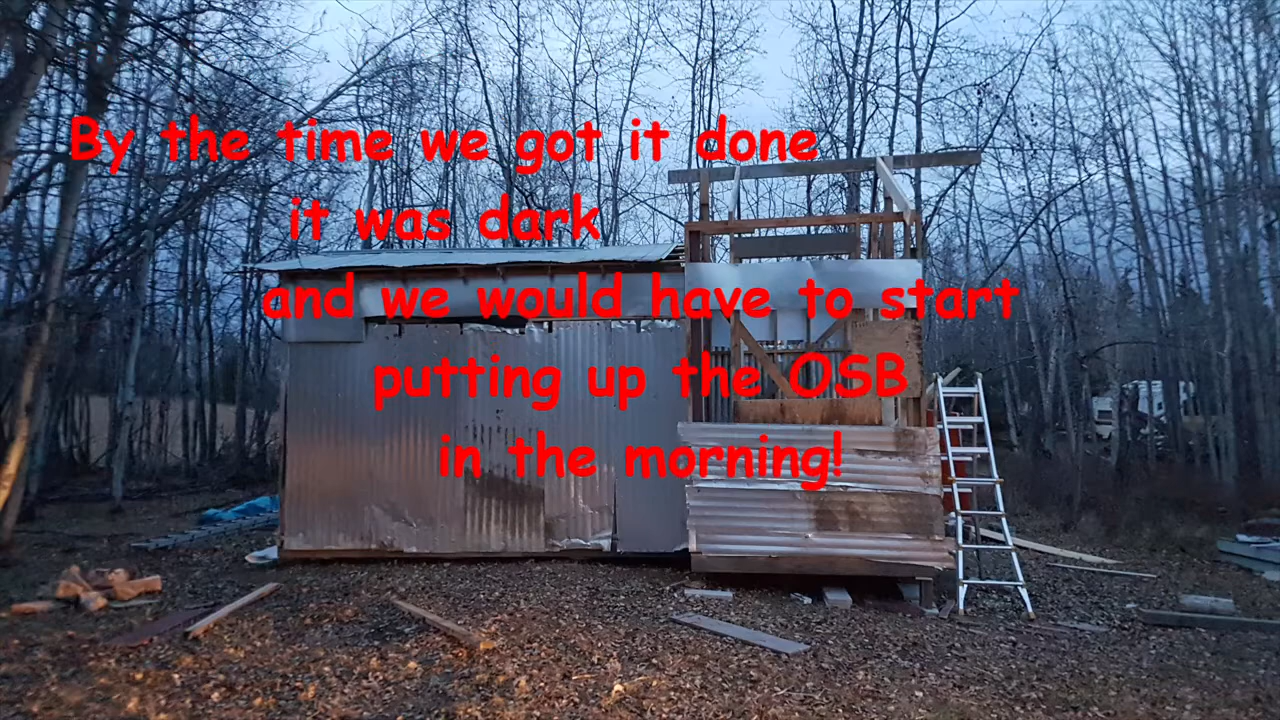 By the time we got it done
it was dark
and we would have to start
putting up the OSB
in the morning!